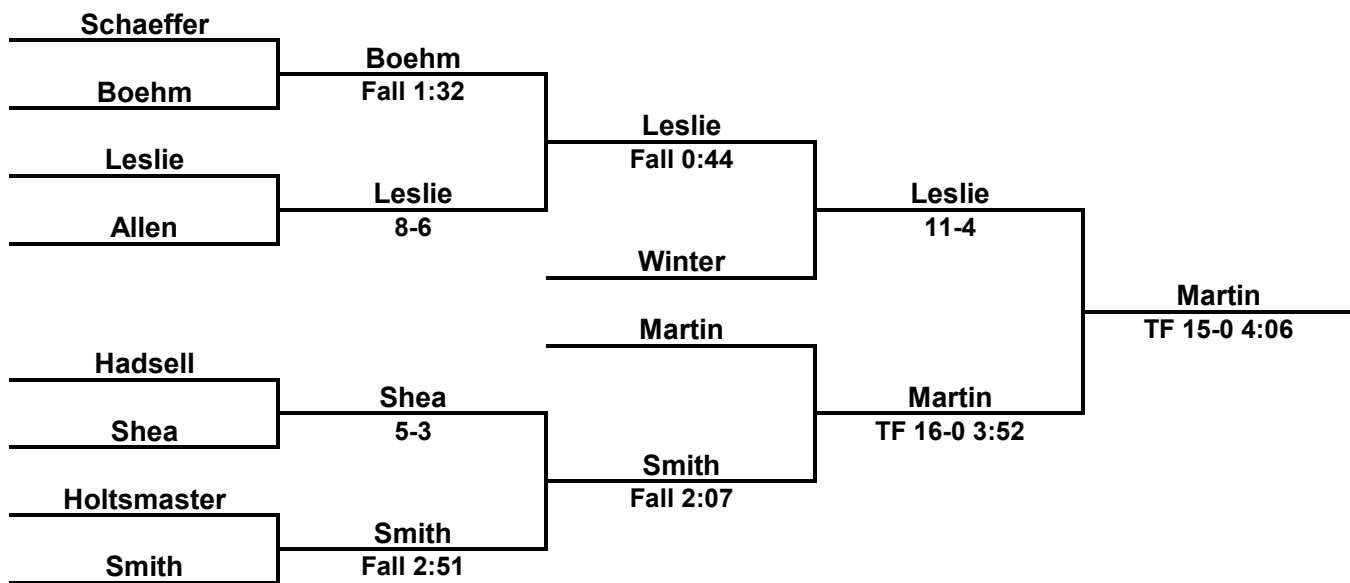 Schaeffer
Boehm
Fall 1:32
Boehm
Leslie
Fall 0:44
Leslie
Leslie
8-6
Allen
Leslie
11-4
Winter
Martin
TF 15-0 4:06
Martin
Hadsell
Shea
5-3
Shea
Martin
TF 16-0 3:52
Smith
Fall 2:07
Holtsmaster
Smith
Fall 2:51
Smith